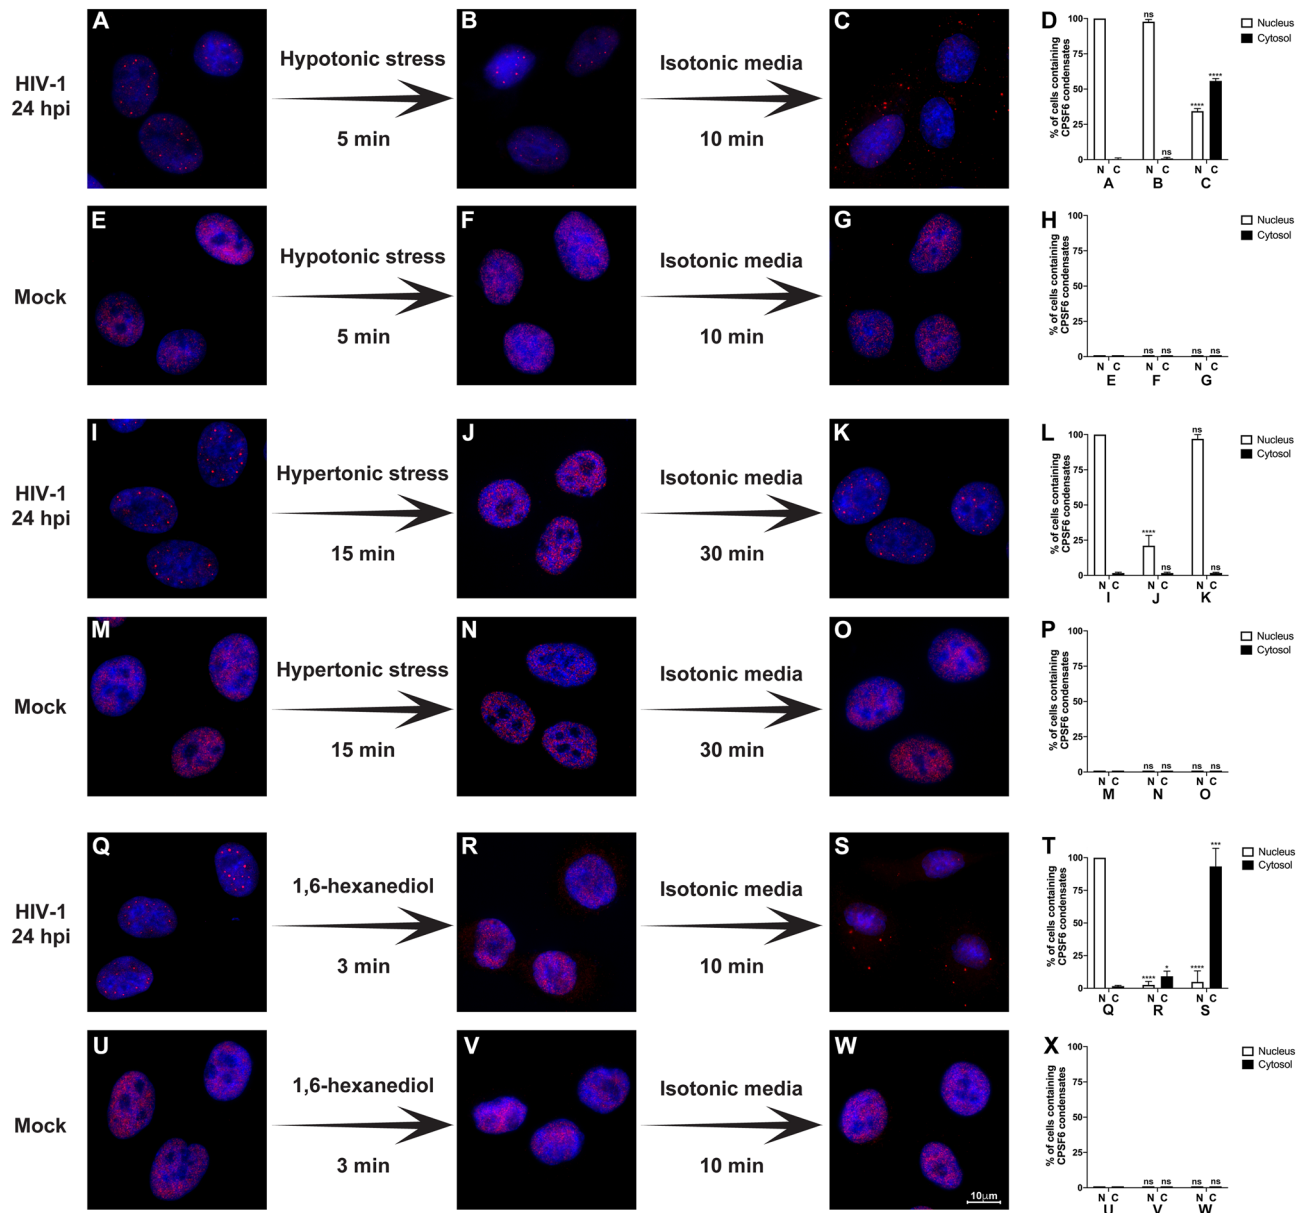 A
Hypotonic stress
5 min
B
Isotonic media
10 min
C
HIV-1
24 hpi
D
% of cells containing
CPSF6 condensates
100
75
50
25
0
ns
ns
****
****
N C N C N C
A B C
Nucleus
Cytosol
E
Hypotonic stress
5 min
F
Isotonic media
10 min
G
Mock
H
% of cells containing
CPSF6 condensates
100
75
50
25
0
ns ns ns ns
N C N C N C
E F G
Nucleus
Cytosol
I
Hypertonic stress
15 min
J
Isotonic media
30 min
K
HIV-1
24 hpi
L
% of cells containing
CPSF6 condensates
100
75
50
25
0
****
ns
ns
ns
N C N C N C
I J K
Nucleus
Cytosol
M
Hypertonic stress
15 min
N
Isotonic media
30 min
O
Mock
P
% of cells containing
CPSF6 condensates
100
75
50
25
0
ns ns ns ns
N C N C N C
M N O
Nucleus
Cytosol
Q
1,6-hexanediol
3 min
R
Isotonic media
10 min
S
HIV-1
24 hpi
T
% of cells containing
CPSF6 condensates
100
75
50
25
0
****
*
****
***
N C N C N C
Q R S
Nucleus
Cytosol
U
1,6-hexanediol
3 min
V
Isotonic media
10 min
W
10μm
Mock
X
% of cells containing
CPSF6 condensates
100
75
50
25
0
ns ns ns ns
N C N C N C
U V W
Nucleus
Cytosol